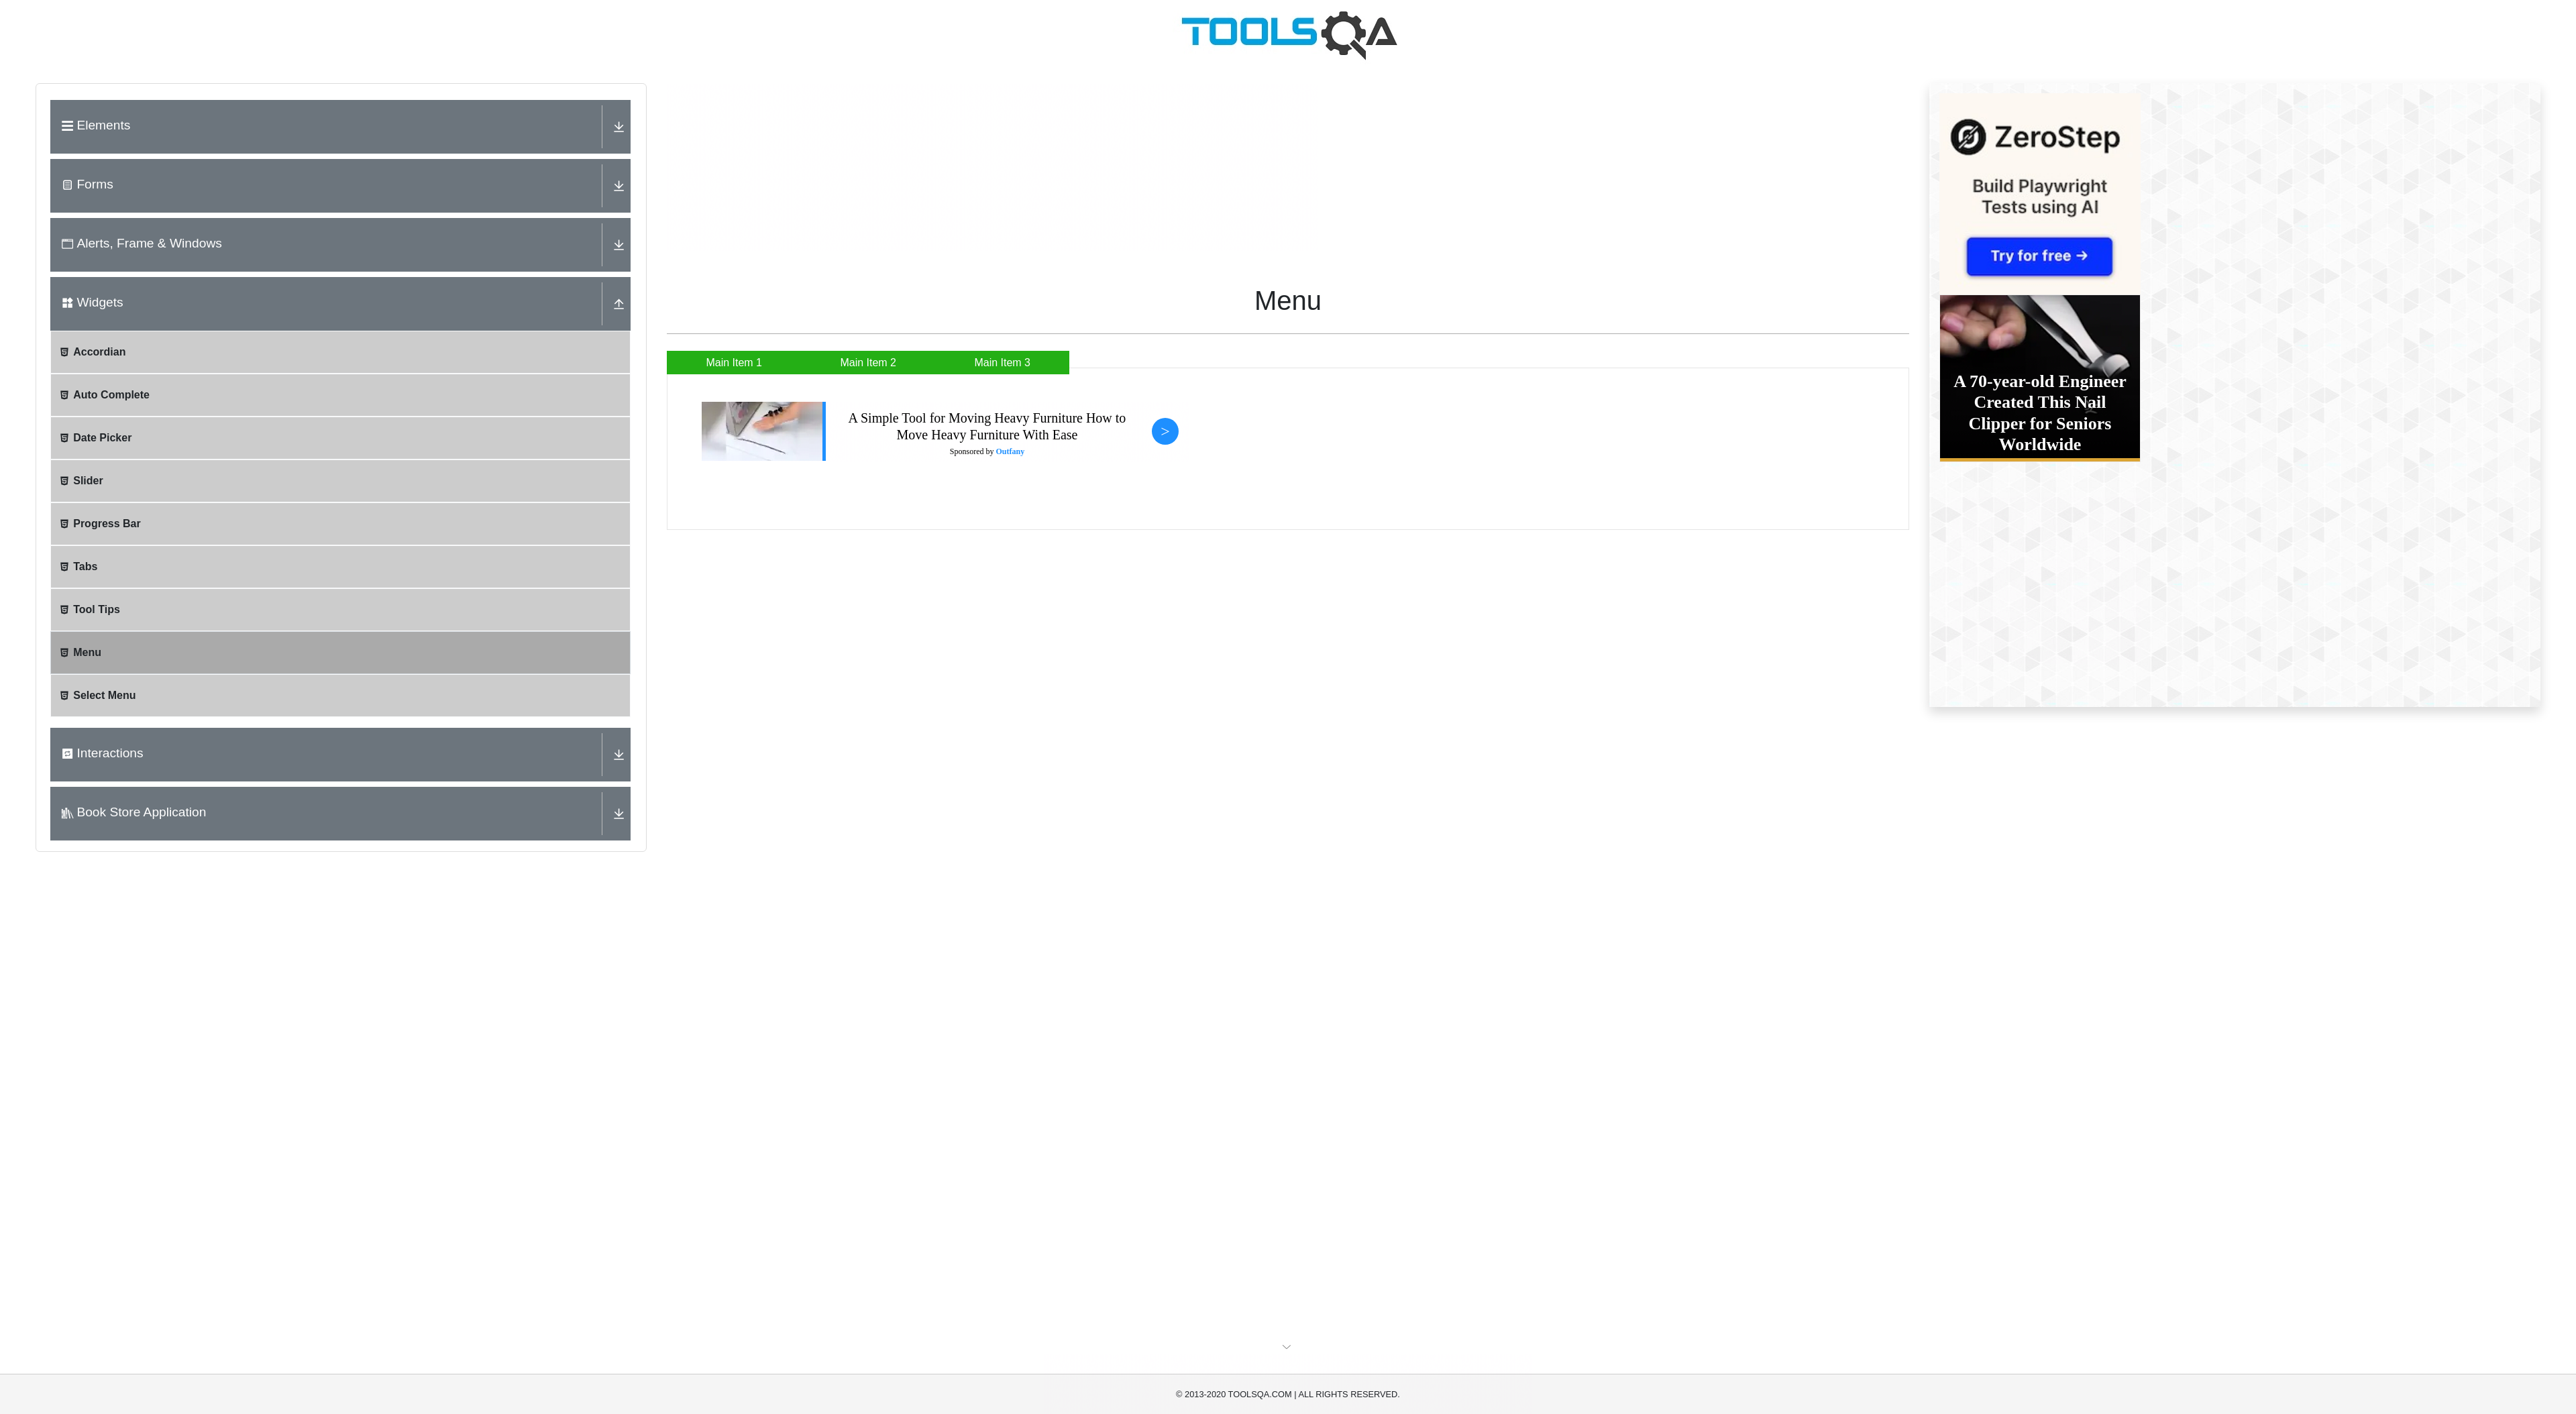 TOOLSQA
Elements
Forms
Alerts, Frame & Windows
Widgets
Accordian
Auto Complete
Date Picker
Slider
Progress Bar
Tabs
Tool Tips
Menu
Select Menu
Interactions
Book Store Application
Menu
Main Item 1
Main Item 2
Main Item 3
A Simple Tool for Moving Heavy Furniture How to
Move Heavy Furniture With Ease
Sponsored by Outfany
>
ZeroStep
Build Playwright
Tests using AI
Try for free →
A 70-year-old Engineer
Created This Nail
Clipper for Seniors
Worldwide
© 2013-2020 TOOLSQA.COM | ALL RIGHTS RESERVED.